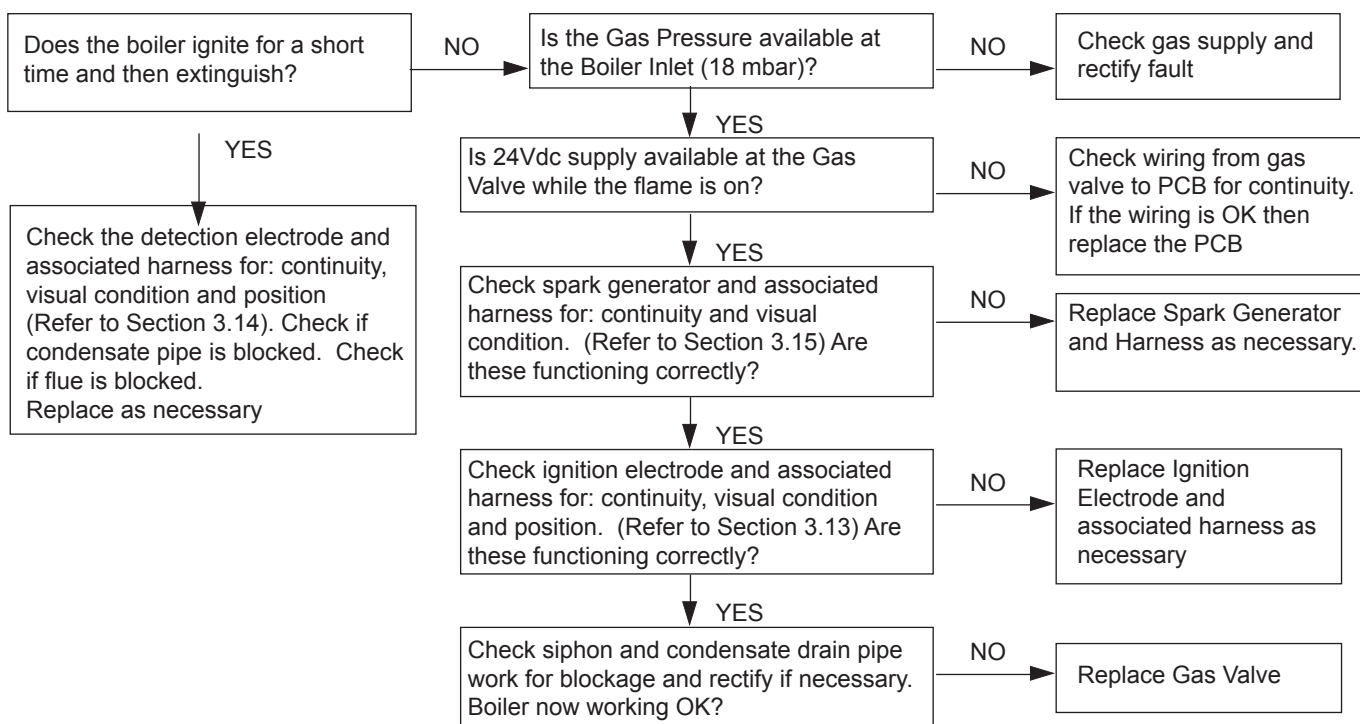 Does the boiler ignite for a short
time and then extinguish?
NO
Is the Gas Pressure available at
the Boiler Inlet (18 mbar)?
NO
Check gas supply and
rectify fault
YES
YES
Is 24Vdc supply available at the Gas
Valve while the flame is on?
NO
Check wiring from gas
valve to PCB for continuity.
If the wiring is OK then
replace the PCB
Check the detection electrode and
associated harness for: continuity,
visual condition and position
(Refer to Section 3.14). Check if
condensate pipe is blocked.  Check
if flue is blocked.
Replace as necessary
YES
Check spark generator and associated
harness for: continuity and visual
condition.  (Refer to Section 3.15) Are
these functioning correctly?
NO
Replace Spark Generator
and Harness as necessary.
YES
Check ignition electrode and associated
harness for: continuity, visual condition
and position.  (Refer to Section 3.13) Are
these functioning correctly?
NO
Replace Ignition
Electrode and
associated harness as
necessary
YES
Check siphon and condensate drain pipe
work for blockage and rectify if necessary.
Boiler now working OK?
NO
Replace Gas Valve